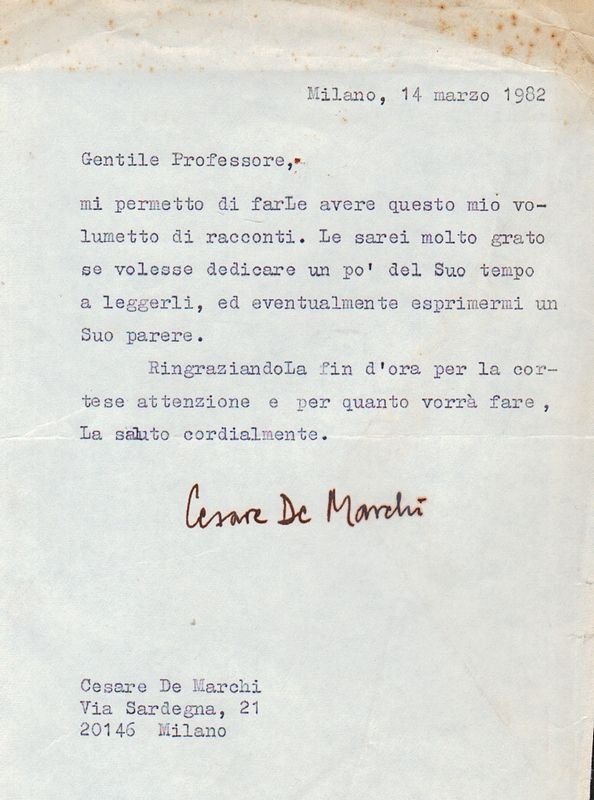 Milano, 14 marzo 1982
Gentile Professore,
mi permetto di farLe avere questo mio vo-
lumetto di racconti. Le sarei molto grato
se volesse dedicare un po' del Suo tempo
a leggerli, ed eventualmente esprimermi un
Suo parere.
RingraziandoLa fin d'ora per la cor-
tese attenzione e per quanto vorrà fare,
La saluto cordialmente.
Cesare De Marchi
Cesare De Marchi
Via Sardegna, 21
20146 Milano